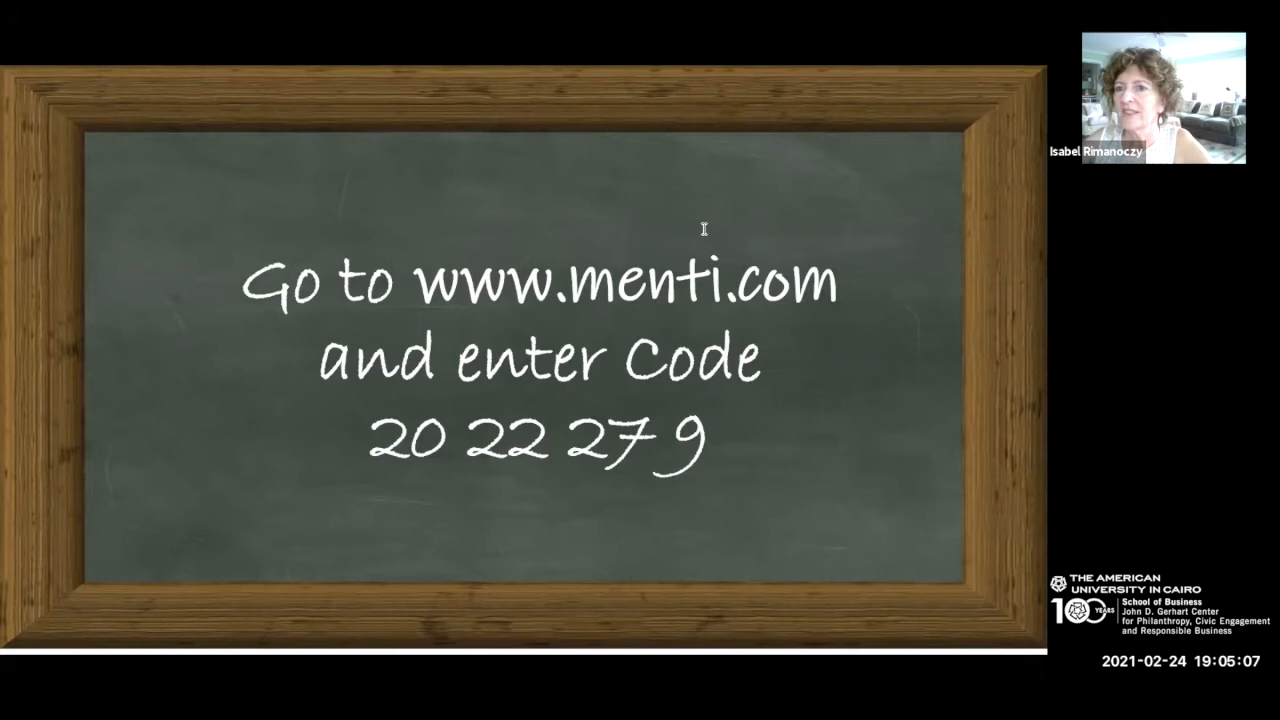 Go to www.menti.com
and enter Code
20 22 27 9
Isabel Rimanoczy
THE AMERICAN
UNIVERSITY IN CAIRO
100 YEARS
School of Business
John D. Gerhart Center
for Philanthropy, Civic Engagement
and Responsible Business
2021-02-24 19:05:07